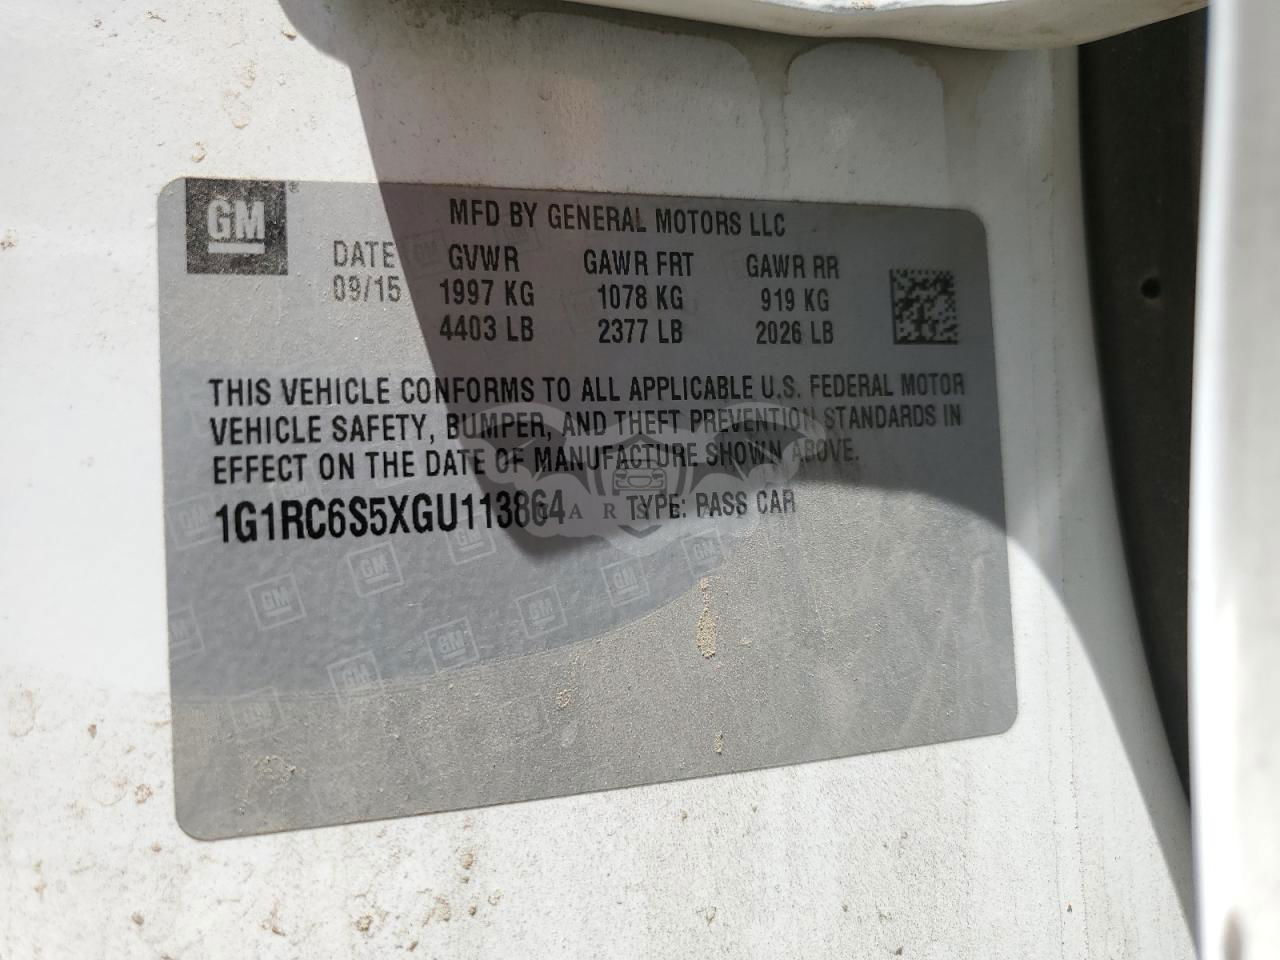 GM
MFD BY GENERAL MOTORS LLC
DATE GVWR GAWR FRT GAWR RR
09/15 1997 KG 1078 KG 919 KG
4403 LB 2377 LB 2026 LB
THIS VEHICLE CONFORMS TO ALL APPLICABLE U.S. FEDERAL MOTOR
VEHICLE SAFETY, BUMPER, AND THEFT PREVENTION STANDARDS IN
EFFECT ON THE DATE OF MANUFACTURE SHOWN ABOVE.
1G1RC6S5XGU113864 TYPE: PASS CAR